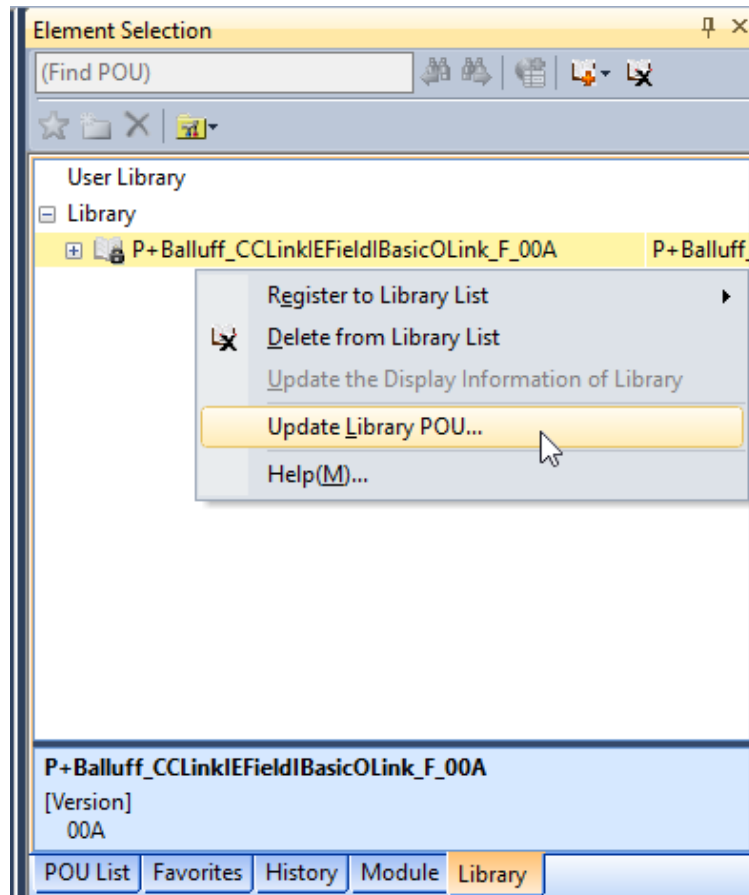 Element Selection
(Find POU)
User Library
Library
P+Balluff_CCLinkIEFieldIBasicOLink_F_00A P+Balluff_
Register to Library List
Delete from Library List
Update the Display Information of Library
Update Library POU...
Help(M)...
P+Balluff_CCLinkIEFieldIBasicOLink_F_00A
[Version]
00A
POU List Favorites History Module Library